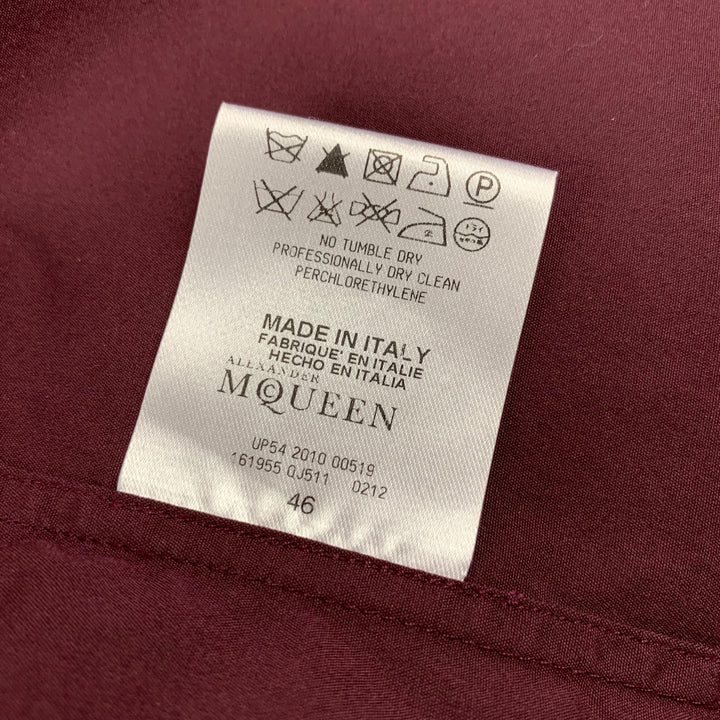 P
NO TUMBLE DRY
PROFESSIONALLY DRY CLEAN
PERCHLORETHYLENE
MADE IN ITALY
FABRIQUE' EN ITALIE
HECHO EN ITALIA
ALEXANDER
McQUEEN
UP54 2010 00519
161955 QJ511 0212
46